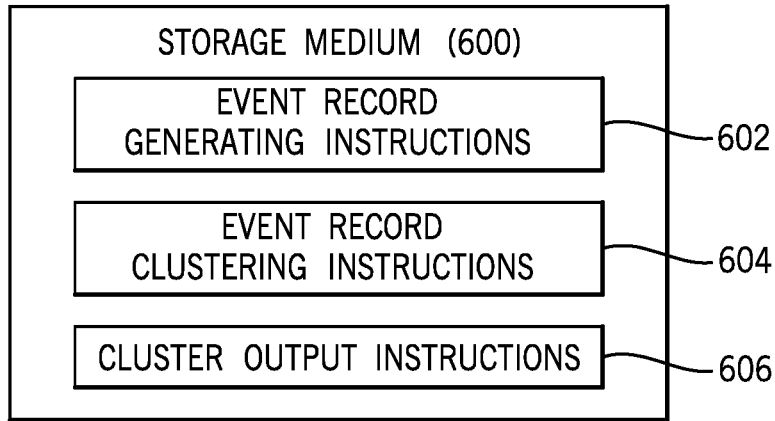 STORAGE MEDIUM (600)
EVENT RECORD
GENERATING INSTRUCTIONS
602
EVENT RECORD
CLUSTERING INSTRUCTIONS
604
CLUSTER OUTPUT INSTRUCTIONS
606